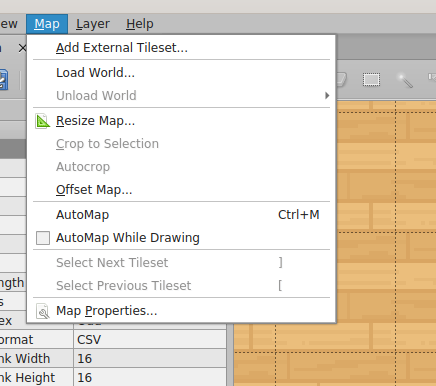 ew Map Layer Help
Add External Tileset...
Load World...
Unload World
Resize Map...
Crop to Selection
Autocrop
Offset Map...
AutoMap Ctrl+M
AutoMap While Drawing
Select Next Tileset ]
Select Previous Tileset [
Map Properties...
ngth
s
ex
ormat CSV
nk Width 16
nk Height 16